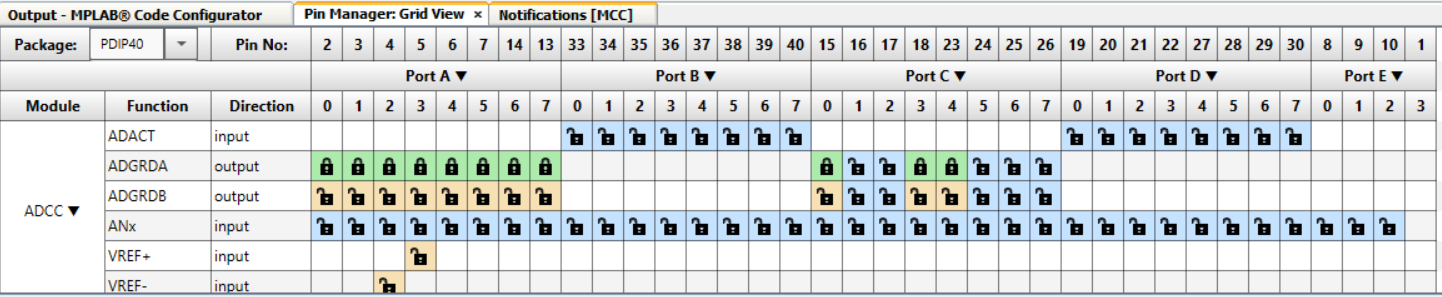 Output - MPLAB® Code Configurator Pin Manager: Grid View × Notifications [MCC]
Package: PDIP40 Pin No: 2 3 4 5 6 7 14 13 33 34 35 36 37 38 39 40 15 16 17 18 23 24 25 26 19 20 21 22 27 28 29 30 8 9 10 1
Port A ▼ Port B ▼ Port C ▼ Port D ▼ Port E ▼
Module Function Direction 0 1 2 3 4 5 6 7 0 1 2 3 4 5 6 7 0 1 2 3 4 5 6 7 0 1 2 3 4 5 6 7 0 1 2 3
ADCC ▼
ADACT input
ADGRDA output
ADGRDB output
ANx input
VREF+ input
VREF- input